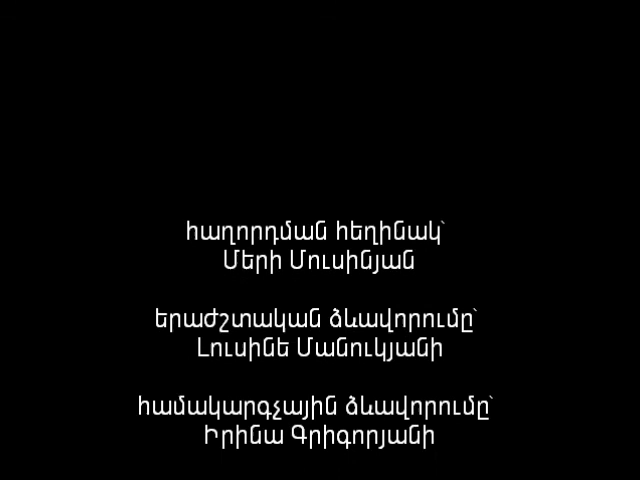 հաղորդման հեղինակ՝
Մերի Մուսինյան
երաժշտական ձևավորումը՝
Լուսինե Մանուկյանի
համակարգչային ձևավորումը՝
Իրինա Գրիգորյանի